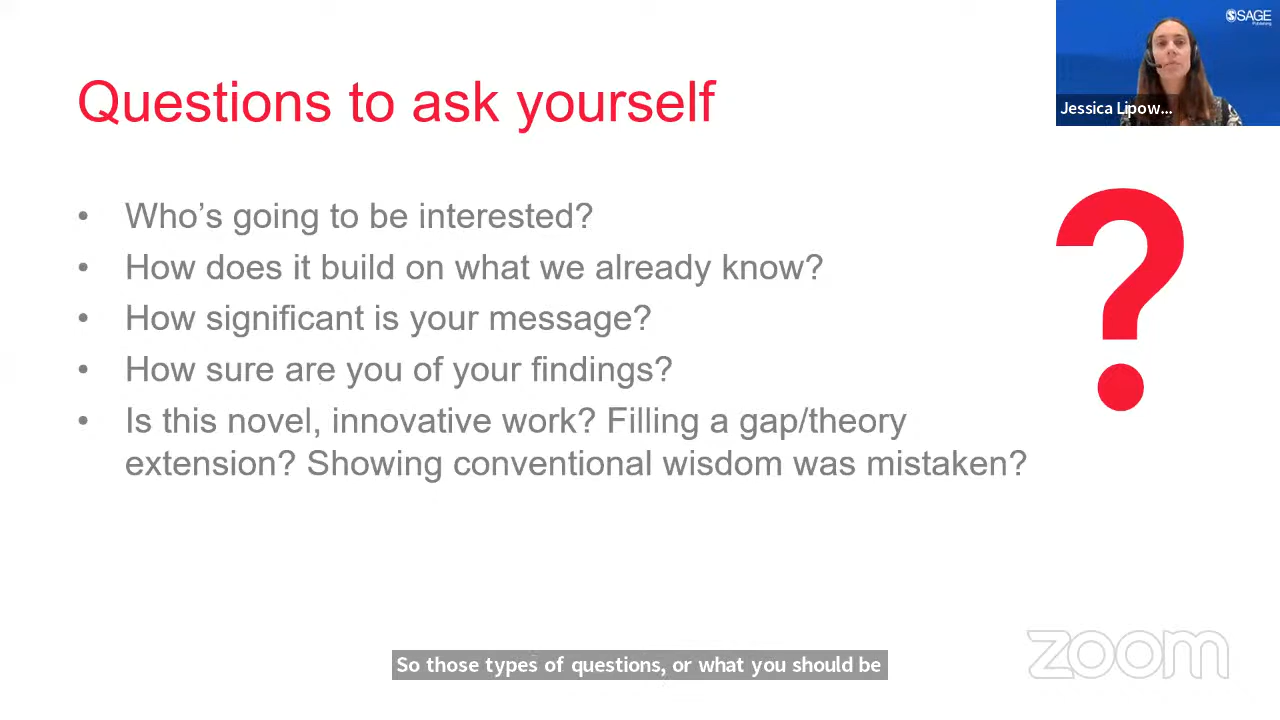 SAGE
Publishing
Jessica Lipow...
Questions to ask yourself
• Who's going to be interested?
• How does it build on what we already know?
• How significant is your message?
• How sure are you of your findings?
• Is this novel, innovative work? Filling a gap/theory
extension? Showing conventional wisdom was mistaken?
?
So those types of questions, or what you should be
zoom